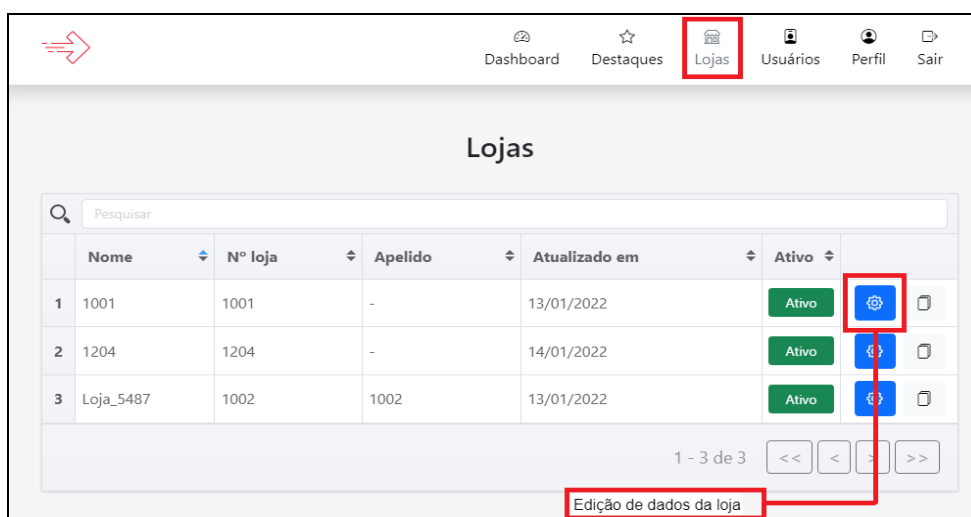 Dashboard Destaques Lojas Usuários Perfil Sair
Lojas
Pesquisar
Nome Nº loja Apelido Atualizado em Ativo
1 1001 1001 - 13/01/2022 Ativo
2 1204 1204 - 14/01/2022 Ativo
3 Loja_5487 1002 1002 13/01/2022 Ativo
1 - 3 de 3 << < > >>
Edição de dados da loja